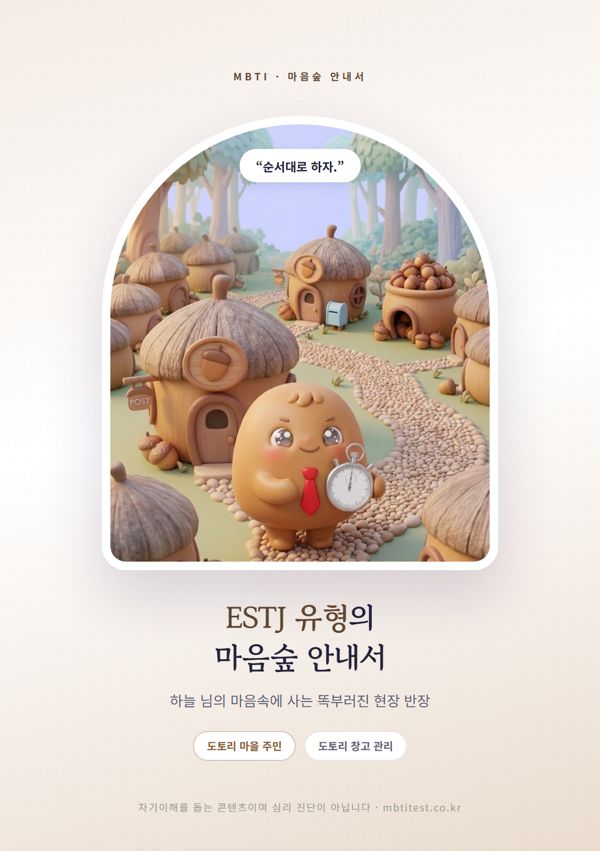 MBTI · 마음숲 안내서
“순서대로 하자.”
POST
ESTJ 유형의
마음숲 안내서
하늘 님의 마음속에 사는 똑부러진 현장 반장
도토리 마을 주민
도토리 창고 관리
자기이해를 돕는 콘텐츠이며 심리 진단이 아닙니다 · mbtitest.co.kr